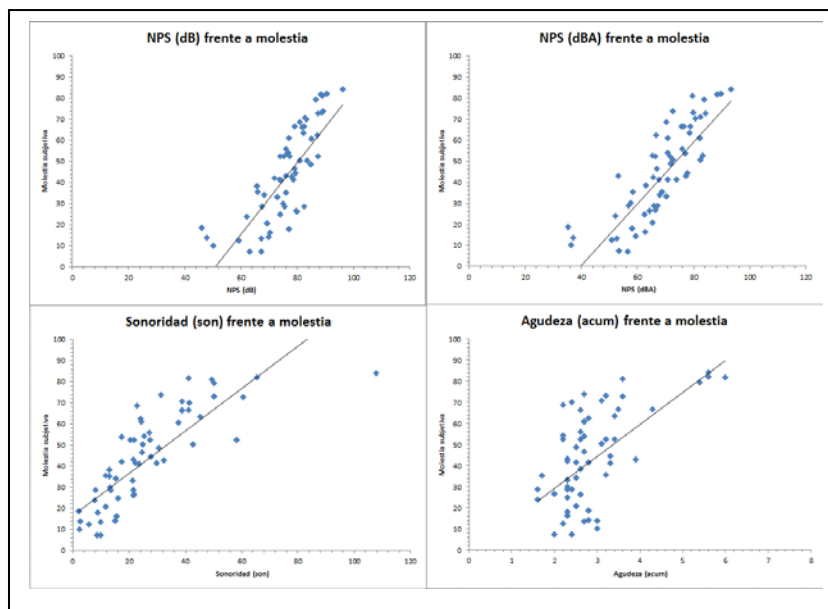 NPS (dB) frente a molestia
100
90
80
70
60
50
40
30
20
10
0
Molestia subjetiva
0 20 40 60 80 100 120
NPS (dB)
NPS (dBA) frente a molestia
100
90
80
70
60
50
40
30
20
10
0
Molestia subjetiva
0 20 40 60 80 100 120
NPS (dBA)
Sonoridad (son) frente a molestia
100
90
80
70
60
50
40
30
20
10
0
Molestia subjetiva
0 20 40 60 80 100 120
Sonoridad (son)
Agudeza (acum) frente a molestia
100
90
80
70
60
50
40
30
20
10
0
Molestia subjetiva
0 1 2 3 4 5 6 7 8
Agudeza (acum)